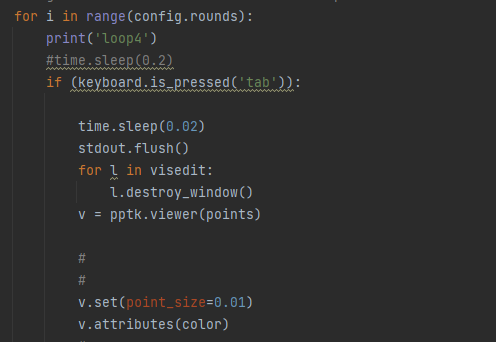 for i in range(config.rounds):
print('loop4')
#time.sleep(0.2)
if (keyboard.is_pressed('tab')):
time.sleep(0.02)
stdout.flush()
for l in visedit:
l.destroy_window()
v = pptk.viewer(points)
#
#
v.set(point_size=0.01)
v.attributes(color)